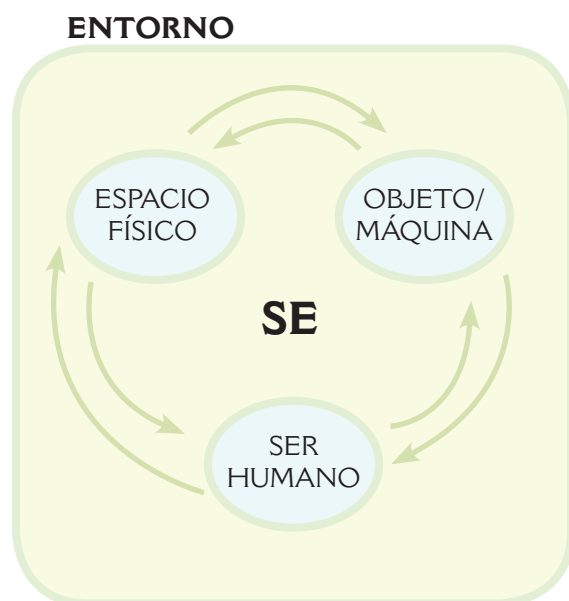 ENTORNO
ESPACIO
FÍSICO
OBJETO/
MÁQUINA
SE
SER
HUMANO